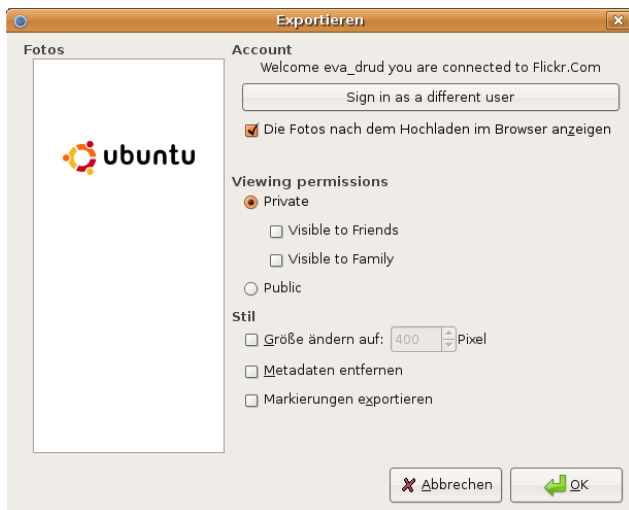 Exportieren
Fotos
ubuntu
Account
Welcome eva_drud you are connected to Flickr.Com
Sign in as a different user
Die Fotos nach dem Hochladen im Browser anzeigen
Viewing permissions
Private
Visible to Friends
Visible to Family
Public
Stil
Größe ändern auf: 400 Pixel
Metadaten entfernen
Markierungen exportieren
Abbrechen
OK